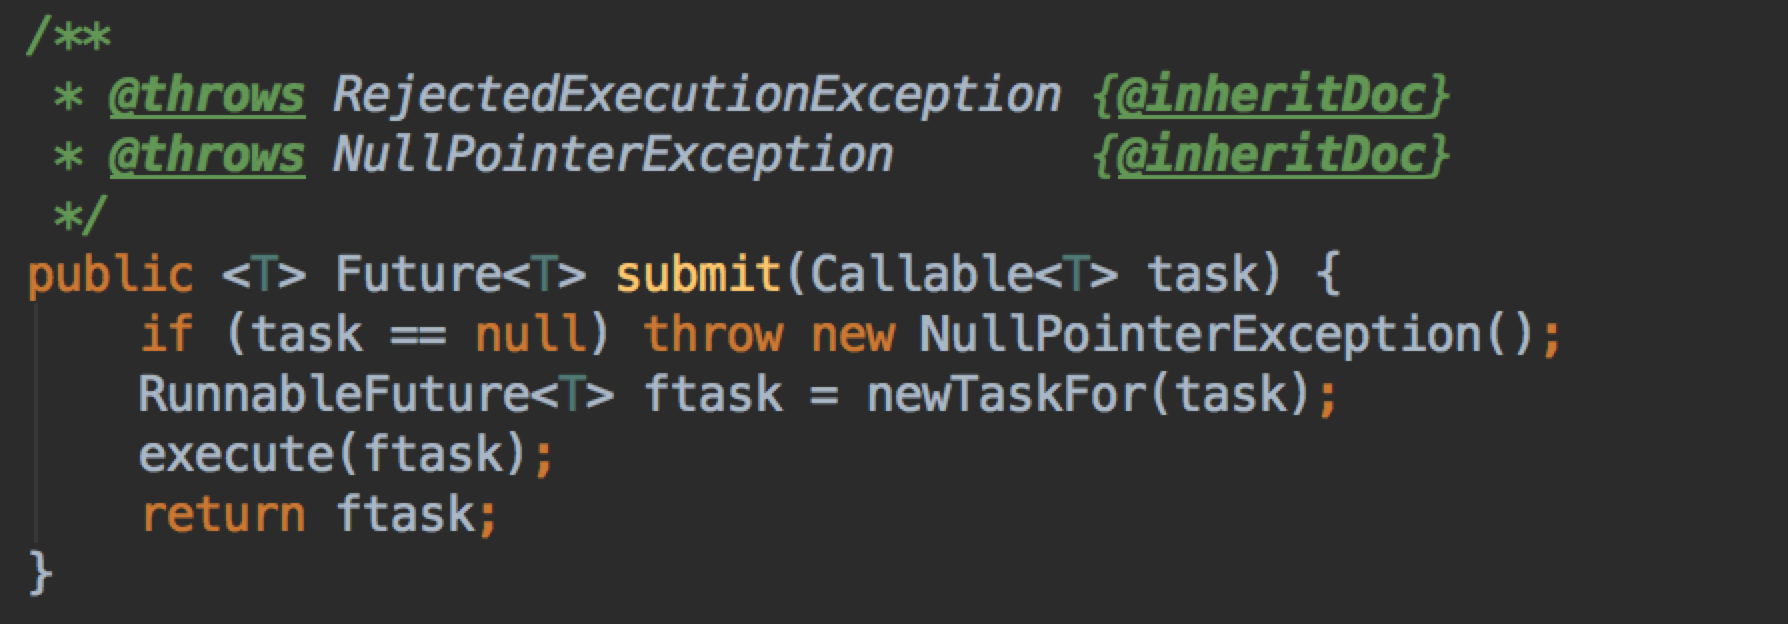 /**
 * @throws RejectedExecutionException {@inheritDoc}
 * @throws NullPointerException       {@inheritDoc}
 */
public <T> Future<T> submit(Callable<T> task) {
    if (task == null) throw new NullPointerException();
    RunnableFuture<T> ftask = newTaskFor(task);
    execute(ftask);
    return ftask;
}